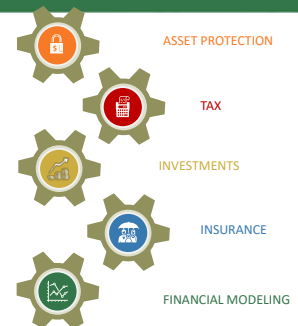 ASSET PROTECTION
TAX
INVESTMENTS
INSURANCE
FINANCIAL MODELING